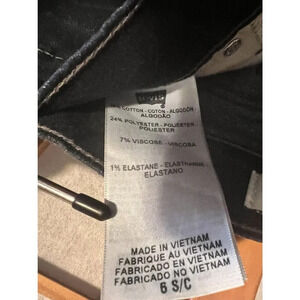 COTTON - COTON - ALGODÓN
ALGODÃO
24% POLYESTER - POLIÉSTER
POLIESTER
7% VISCOSE - VISCOSA
1% ELASTANE - ELASTHANNE
ELASTANO
MADE IN VIETNAM
FABRIQUE AU VIETNAM
FABRICADO EN VIETNAM
FABRICADO NO VIETNAM
6 S/C